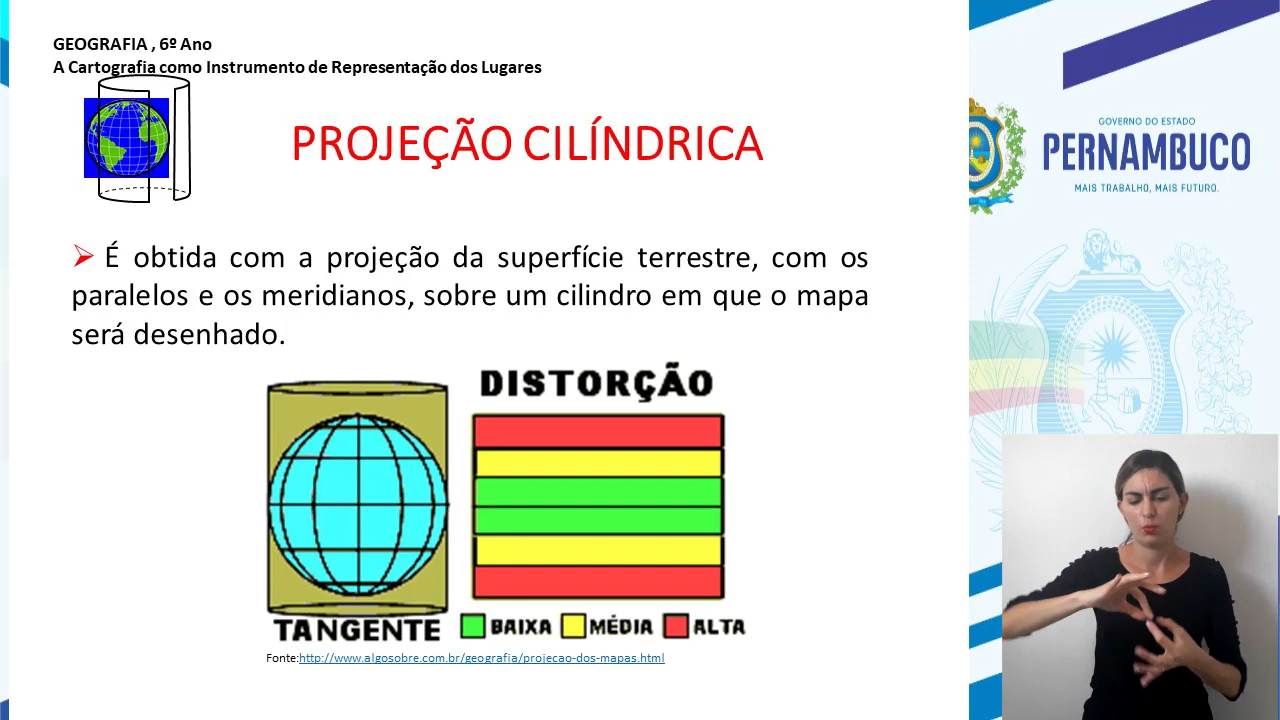 GEOGRAFIA , 6º Ano
A Cartografia como Instrumento de Representação dos Lugares
PROJEÇÃO CILÍNDRICA
GOVERNO DO ESTADO
PERNAMBUCO
MAIS TRABALHO, MAIS FUTURO.
É obtida com a projeção da superfície terrestre, com os
paralelos e os meridianos, sobre um cilindro em que o mapa
será desenhado.
DISTORÇÃO
TANGENTE
BAIXA MÉDIA ALTA
Fonte:http://www.algosobre.com.br/geografia/projecao-dos-mapas.html